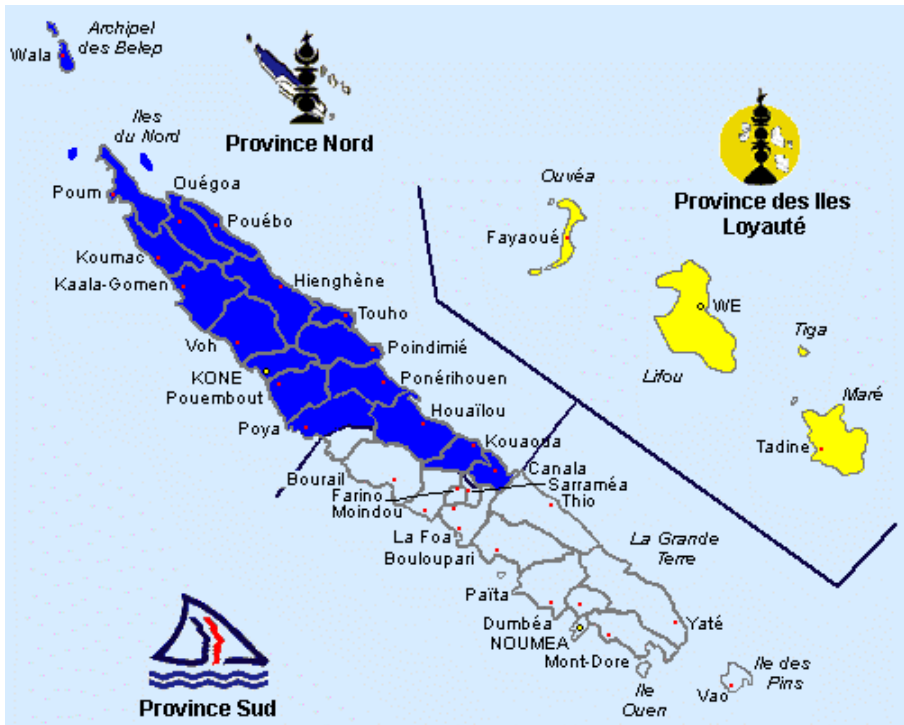 Archipel
des Belep
Wala
Iles
du Nord
Province Nord
Poum
Ouégoa
Pouébo
Koumac
Kaala-Gomen
Hienghène
Touho
Voh
Poindimié
KONE
Pouembout
Ponérihouen
Poya
Houaïlou
Kouaoua
Canala
Bourail
Sarraméa
Farino
Moindou
Thio
La Foa
Bouloupari
La Grande
Terre
Païta
Dumbéa
NOUMEA
Yaté
Mont-Dore
Ile
Ouen
Vao
Ile des
Pins
Province Sud
Ouvéa
Fayaoué
Province des Iles
Loyauté
WE
Tiga
Lifou
Maré
Tadine